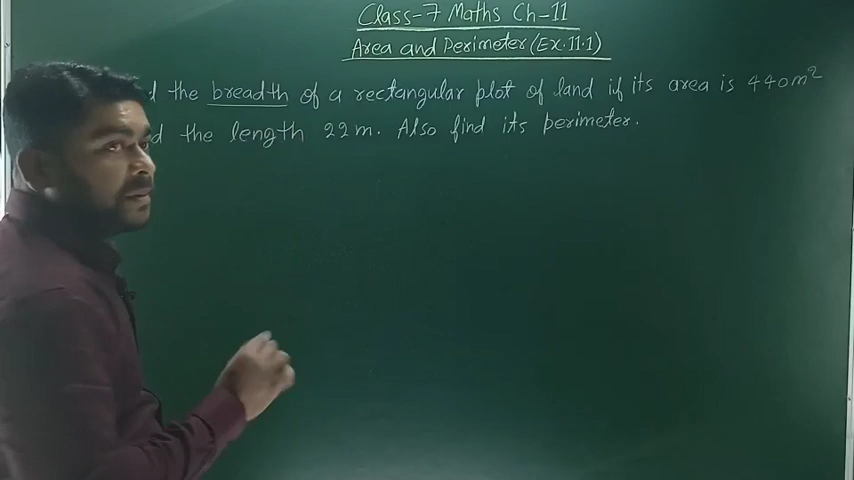 Class-7 Maths Ch-11
Area and Perimeter (Ex.11.1)
the breadth of a rectangular plot of land if its area is 440m²
the length 22m. Also find its perimeter.